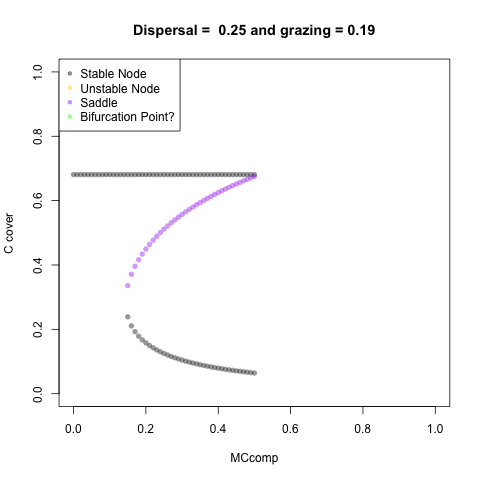 Dispersal =  0.25 and grazing = 0.19
Stable Node
Unstable Node
Saddle
Bifurcation Point?
1.0
0.8
0.6
0.4
0.2
0.0
C cover
0.0 0.2 0.4 0.6 0.8 1.0
MCcomp